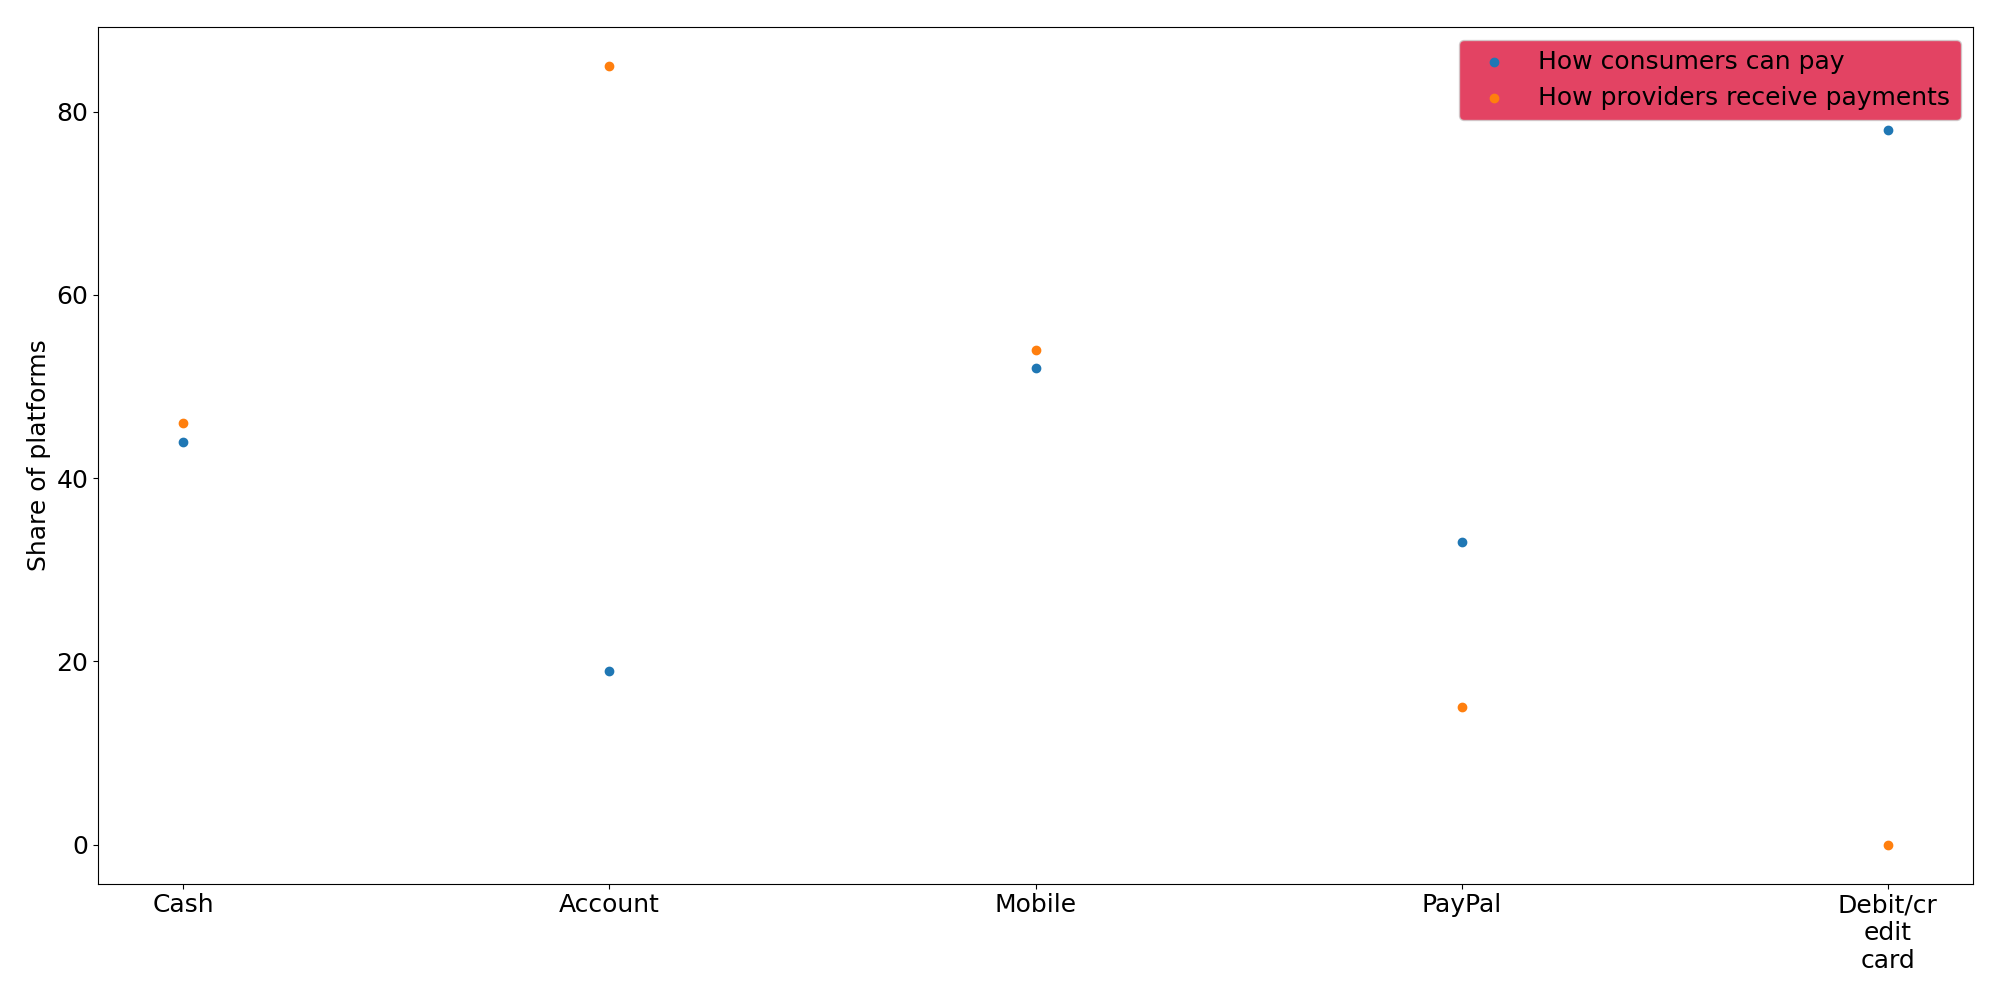 How consumers can pay
How providers receive payments
Share of platforms
80
60
40
20
0
Cash
Account
Mobile
PayPal
Debit/cr
edit
card